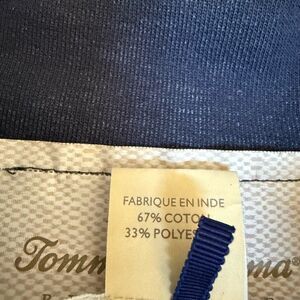 FABRIQUE EN INDE
67% COTON
33% POLYES
Tomm ma®